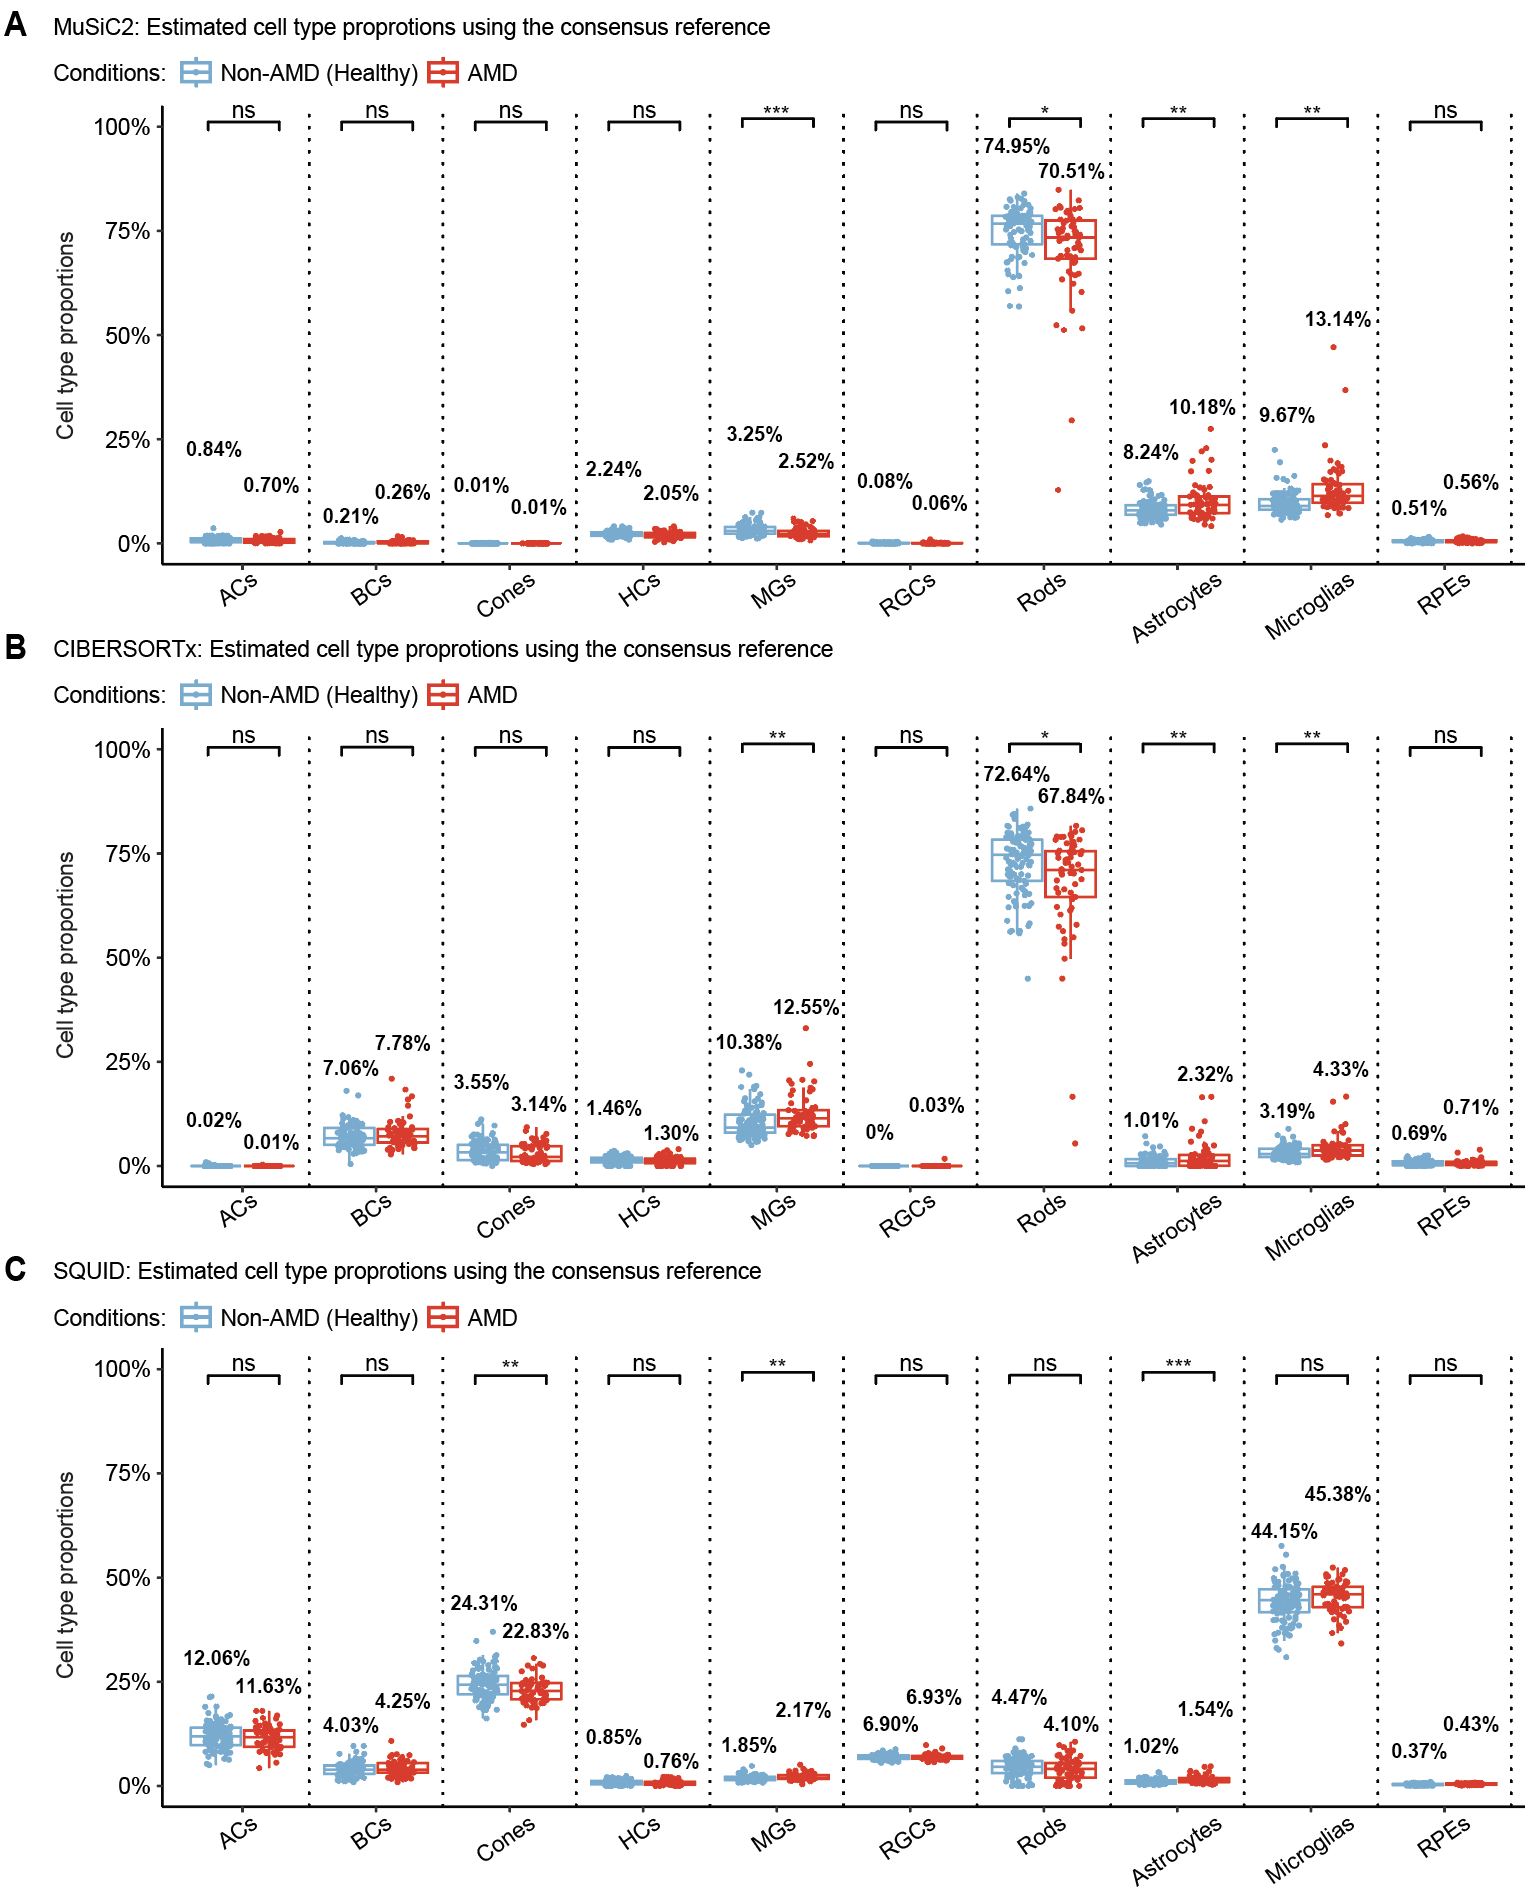 A MuSiC2: Estimated cell type proprotions using the consensus reference
Conditions: Non-AMD (Healthy) AMD
ns ns ns ns *** ns * ** ** ns
100%
75%
50%
25%
0%
Cell type proportions
0.84% 0.70% 0.21% 0.26% 0.01% 0.01% 2.24% 2.05% 3.25% 2.52% 0.08% 0.06% 74.95% 70.51% 8.24% 10.18% 9.67% 13.14% 0.51% 0.56%
ACs BCs Cones HCs MGs RGCs Rods Astrocytes Microglias RPEs
B CIBERSORTx: Estimated cell type proprotions using the consensus reference
Conditions: Non-AMD (Healthy) AMD
ns ns ns ns ** ns * ** ** ns
100%
75%
50%
25%
0%
Cell type proportions
0.02% 0.01% 7.06% 7.78% 3.55% 3.14% 1.46% 1.30% 10.38% 12.55% 0% 0.03% 72.64% 67.84% 1.01% 2.32% 3.19% 4.33% 0.69% 0.71%
ACs BCs Cones HCs MGs RGCs Rods Astrocytes Microglias RPEs
C SQUID: Estimated cell type proprotions using the consensus reference
Conditions: Non-AMD (Healthy) AMD
ns ns ** ns ** ns ns *** ns ns
100%
75%
50%
25%
0%
Cell type proportions
12.06% 11.63% 4.03% 4.25% 24.31% 22.83% 0.85% 0.76% 1.85% 2.17% 6.90% 6.93% 4.47% 4.10% 1.02% 1.54% 44.15% 45.38% 0.37% 0.43%
ACs BCs Cones HCs MGs RGCs Rods Astrocytes Microglias RPEs